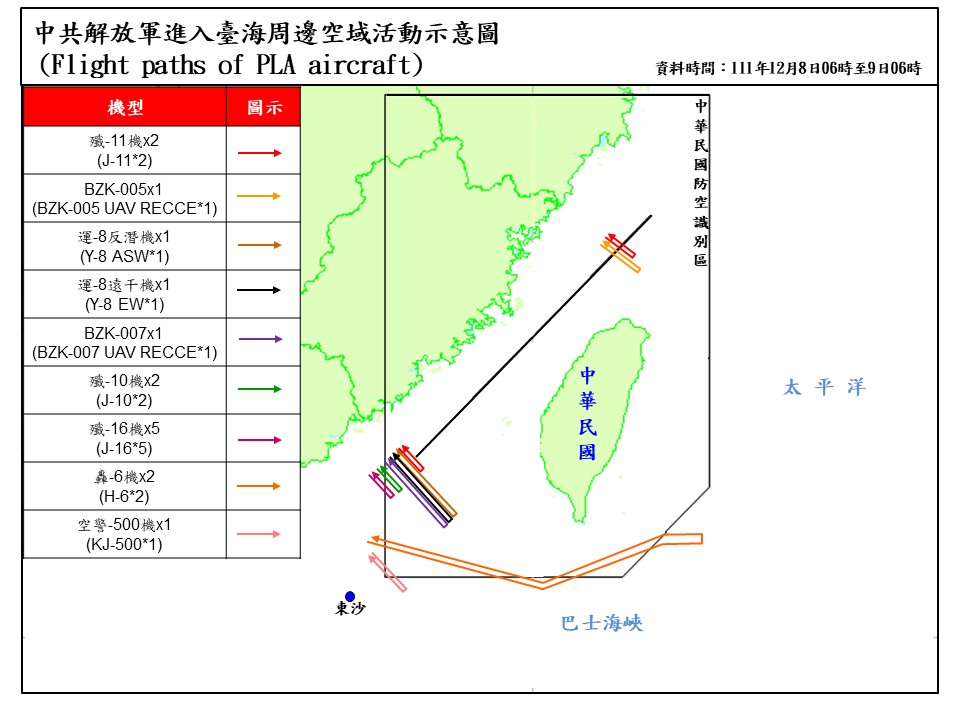 中共解放軍進入臺海周邊空域活動示意圖
(Flight paths of PLA aircraft)
資料時間：111年12月8日06時至9日06時
機型
圖示
殲-11機x2
(J-11*2)
BZK-005x1
(BZK-005 UAV RECCE*1)
運-8反潛機x1
(Y-8 ASW*1)
運-8遠干機x1
(Y-8 EW*1)
BZK-007x1
(BZK-007 UAV RECCE*1)
殲-10機x2
(J-10*2)
殲-16機x5
(J-16*5)
轟-6機x2
(H-6*2)
空警-500機x1
(KJ-500*1)
中華民國防空識別區
中華民國
太平洋
東沙
巴士海峽